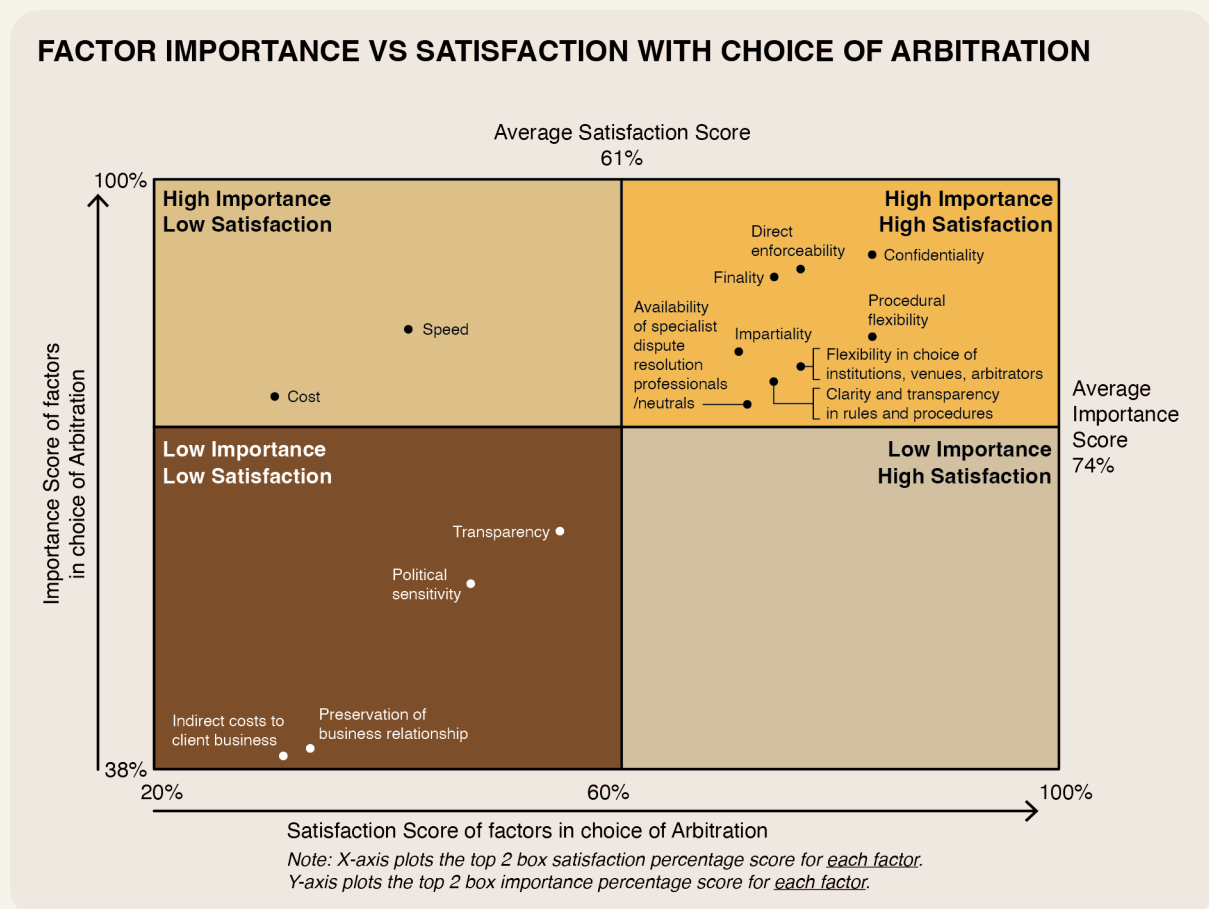 FACTOR IMPORTANCE VS SATISFACTION WITH CHOICE OF ARBITRATION
Average Satisfaction Score
61%
100%
High Importance
Low Satisfaction
High Importance
High Satisfaction
Direct
enforceability
Confidentiality
Finality
Availability
of specialist
dispute
resolution
professionals
/neutrals
Procedural
flexibility
Speed
Impartiality
Flexibility in choice of
institutions, venues, arbitrators
Cost
Clarity and transparency
in rules and procedures
Average
Importance
Score
74%
Importance Score of factors
in choice of Arbitration
Low Importance
Low Satisfaction
Low Importance
High Satisfaction
Transparency
Political
sensitivity
Indirect costs to
client business
Preservation of
business relationship
38%
20%
60%
100%
Satisfaction Score of factors in choice of Arbitration
Note: X-axis plots the top 2 box satisfaction percentage score for each factor.
Y-axis plots the top 2 box importance percentage score for each factor.